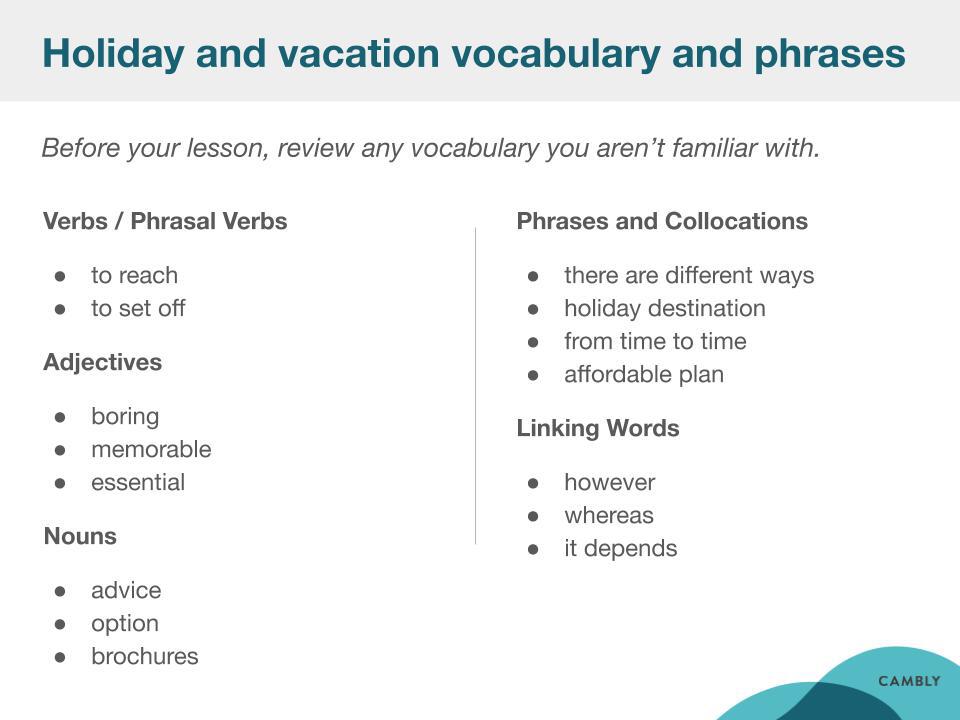 Holiday and vacation vocabulary and phrases
Before your lesson, review any vocabulary you aren’t familiar with.
Verbs / Phrasal Verbs
● to reach
● to set off
Adjectives
● boring
● memorable
● essential
Nouns
● advice
● option
● brochures
Phrases and Collocations
● there are different ways
● holiday destination
● from time to time
● affordable plan
Linking Words
● however
● whereas
● it depends
CAMBLY